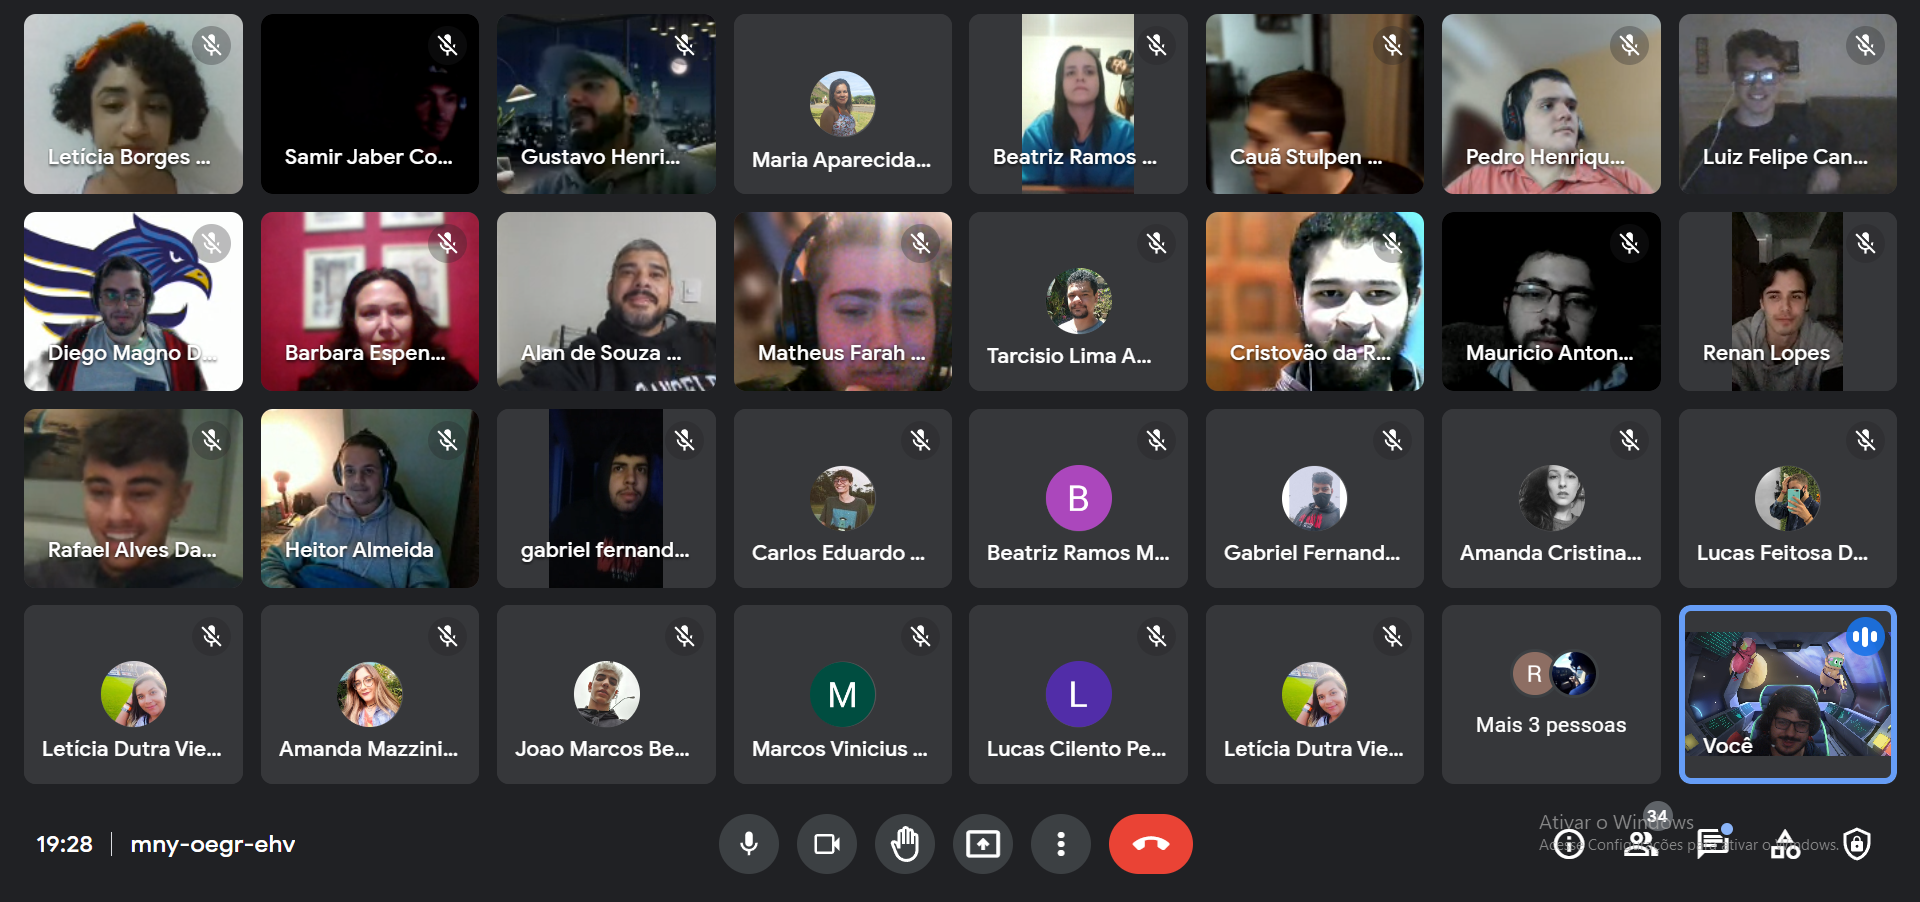 Letícia Borges ...
Samir Jaber Co...
Gustavo Henri...
Maria Aparecida...
Beatriz Ramos ...
Cauã Stulpen ...
Pedro Henriqu...
Luiz Felipe Can...
Diego Magno D...
Barbara Espen...
Alan de Souza ...
Matheus Farah ...
Tarcisio Lima A...
Cristovão da R...
Mauricio Anton...
Renan Lopes
Rafael Alves Da...
Heitor Almeida
gabriel fernand...
Carlos Eduardo ...
B
Beatriz Ramos M...
Gabriel Fernand...
Amanda Cristina...
Lucas Feitosa D...
Letícia Dutra Vie...
Amanda Mazzini...
Joao Marcos Be...
M
Marcos Vinicius ...
L
Lucas Cilento Pe...
Letícia Dutra Vie...
R
Mais 3 pessoas
Você
19:28
mny-oegr-ehv
34
Ativar o Windows
Acesse Configurações para ativar o Windows.